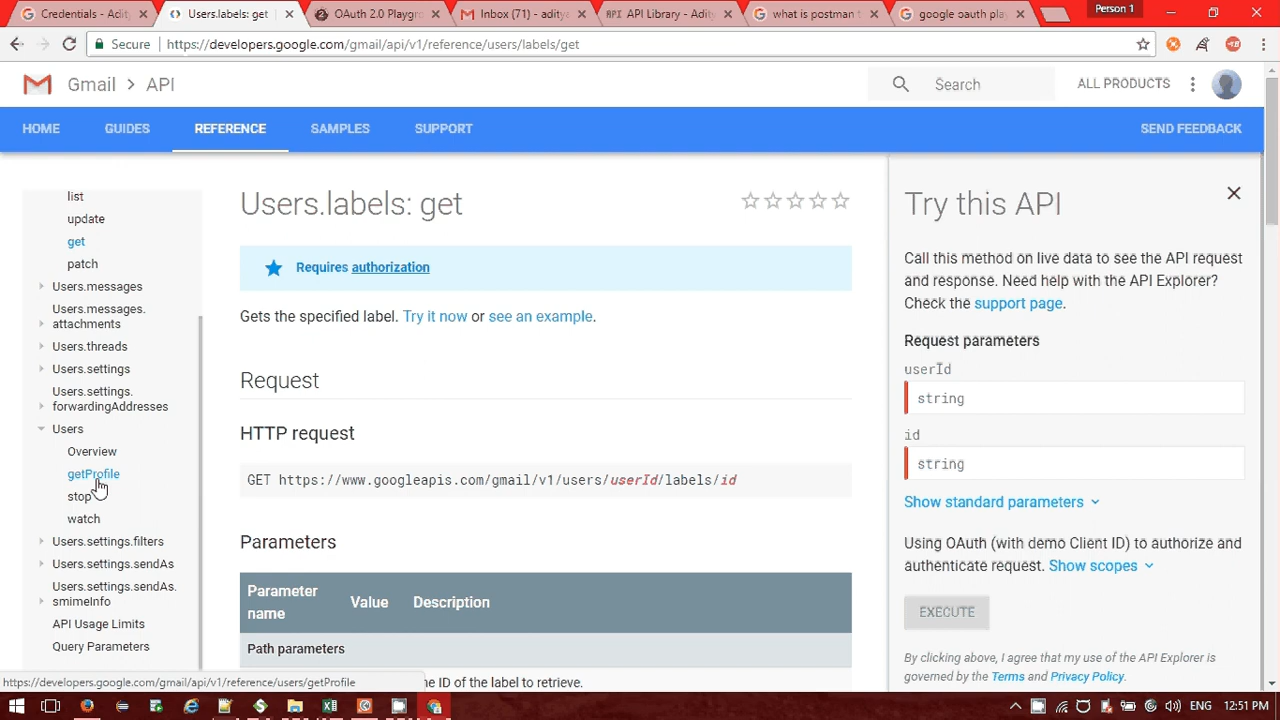 Credentials - Adity
Users.labels: get
OAuth 2.0 Playgr
Inbox (71) - aditya
API API Library - Adity
what is postman t
google oauth play
Person 1
Secure
https://developers.google.com/gmail/api/v1/reference/users/labels/get
Gmail > API
Search
ALL PRODUCTS
HOME
GUIDES
REFERENCE
SAMPLES
SUPPORT
SEND FEEDBACK
list
update
get
patch
Users.messages
Users.messages.
attachments
Users.threads
Users.settings
Users.settings.
forwardingAddresses
Users
Overview
getProfile
stop
watch
Users.settings.filters
Users.settings.sendAs
Users.settings.sendAs.
smimeInfo
API Usage Limits
Query Parameters
Users.labels: get
Requires authorization
Gets the specified label. Try it now or see an example.
Request
HTTP request
GET https://www.googleapis.com/gmail/v1/users/userId/labels/id
Parameters
Parameter
name
Value
Description
Path parameters
e ID of the label to retrieve.
Try this API
Call this method on live data to see the API request
and response. Need help with the API Explorer?
Check the support page.
Request parameters
userId
string
id
string
Show standard parameters
Using OAuth (with demo Client ID) to authorize and
authenticate request. Show scopes
EXECUTE
By clicking above, I agree that my use of the API Explorer is
governed by the Terms and Privacy Policy.
https://developers.google.com/gmail/api/v1/reference/users/getProfile
ENG
12:51 PM